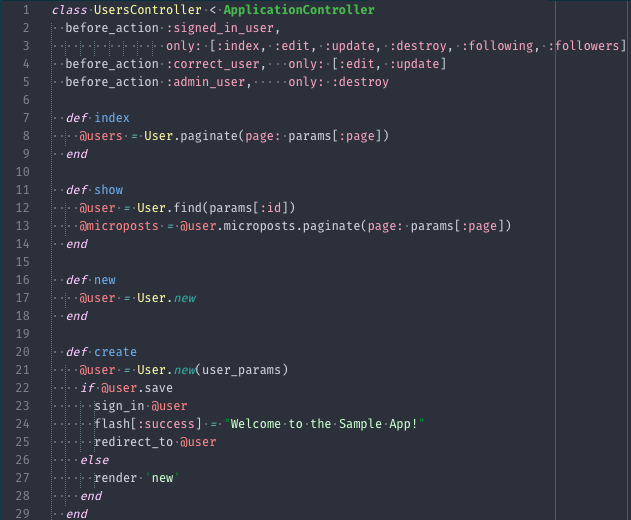 1 class UsersController < ApplicationController
2   before_action :signed_in_user,
3                 only: [:index, :edit, :update, :destroy, :following, :followers]
4   before_action :correct_user,   only: [:edit, :update]
5   before_action :admin_user,     only: :destroy
6
7   def index
8     @users = User.paginate(page: params[:page])
9   end
10
11   def show
12     @user = User.find(params[:id])
13     @microposts = @user.microposts.paginate(page: params[:page])
14   end
15
16   def new
17     @user = User.new
18   end
19
20   def create
21     @user = User.new(user_params)
22     if @user.save
23       sign_in @user
24       flash[:success] = "Welcome to the Sample App!"
25       redirect_to @user
26     else
27       render 'new'
28     end
29   end